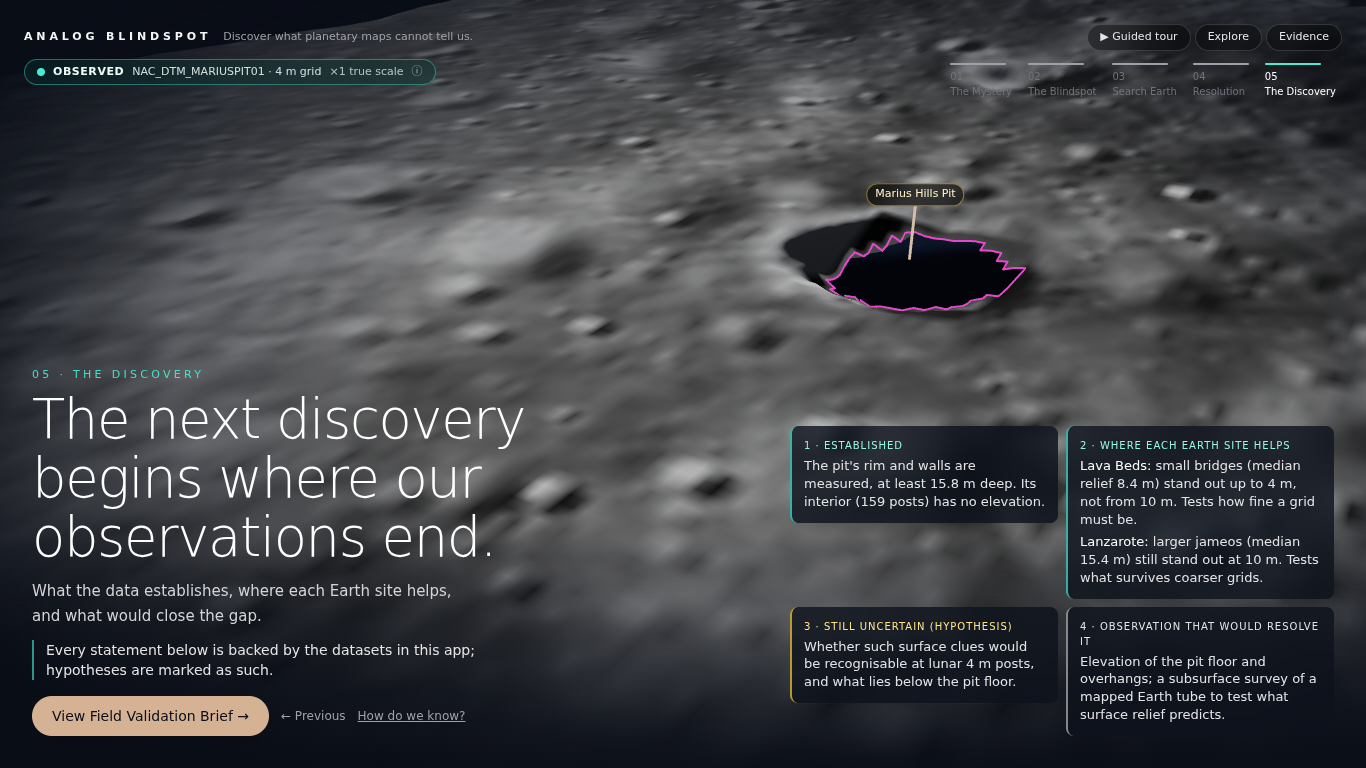 ANALOG BLINDSPOT Discover what planetary maps cannot tell us.
▶ Guided tour Explore Evidence
OBSERVED NAC_DTM_MARIUSPIT01 · 4 m grid ×1 true scale ⓘ
01 02 03 04 05
The Mystery The Blindspot Search Earth Resolution The Discovery
Marius Hills Pit
05 · THE DISCOVERY
The next discovery
begins where our
observations end.
What the data establishes, where each Earth site helps,
and what would close the gap.
Every statement below is backed by the datasets in this app;
hypotheses are marked as such.
View Field Validation Brief → ← Previous How do we know?
1 · ESTABLISHED
The pit's rim and walls are
measured, at least 15.8 m deep. Its
interior (159 posts) has no elevation.
2 · WHERE EACH EARTH SITE HELPS
Lava Beds: small bridges (median
relief 8.4 m) stand out up to 4 m,
not from 10 m. Tests how fine a grid
must be.
Lanzarote: larger jameos (median
15.4 m) still stand out at 10 m. Tests
what survives coarser grids.
3 · STILL UNCERTAIN (HYPOTHESIS)
Whether such surface clues would
be recognisable at lunar 4 m posts,
and what lies below the pit floor.
4 · OBSERVATION THAT WOULD RESOLVE
IT
Elevation of the pit floor and
overhangs; a subsurface survey of a
mapped Earth tube to test what
surface relief predicts.